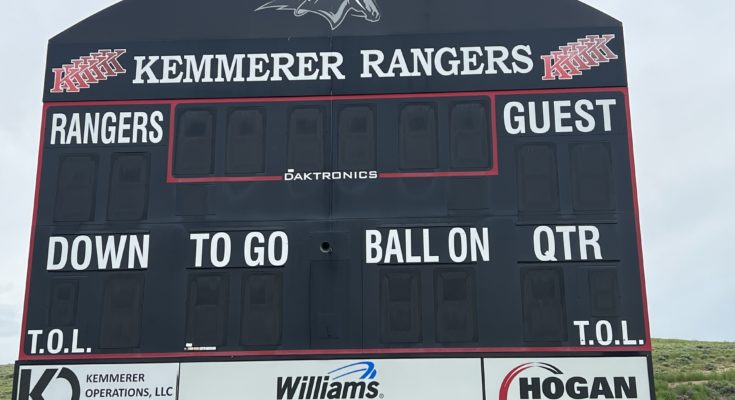 KEMMERER RANGERS
RANGERS
GUEST
DAKTRONICS
DOWN TO GO BALL ON QTR
T.O.L. T.O.L.
KEMMERER
OPERATIONS, LLC
Williams®
HOGAN